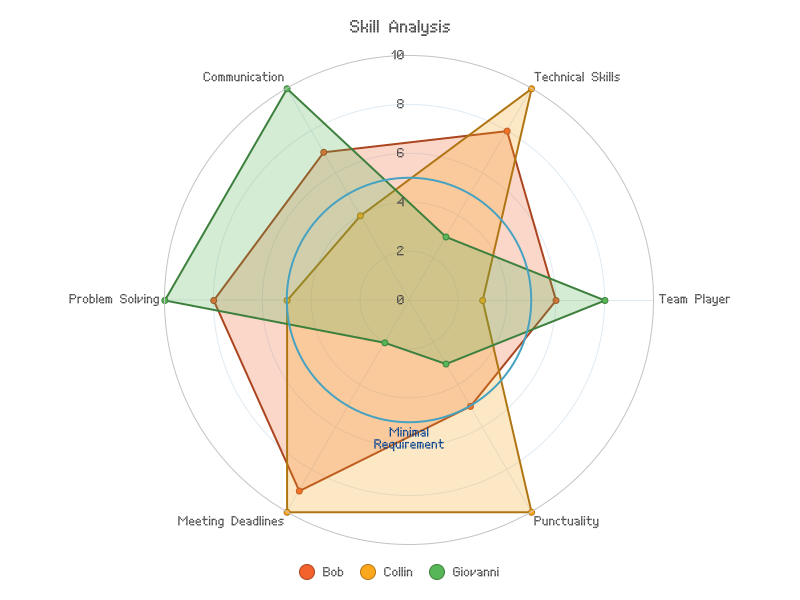 Skill Analysis
10
Communication
Technical Skills
8
6
4
2
Problem Solving
0
Team Player
Minimal
Requirement
Meeting Deadlines
Punctuality
Bob
Collin
Giovanni